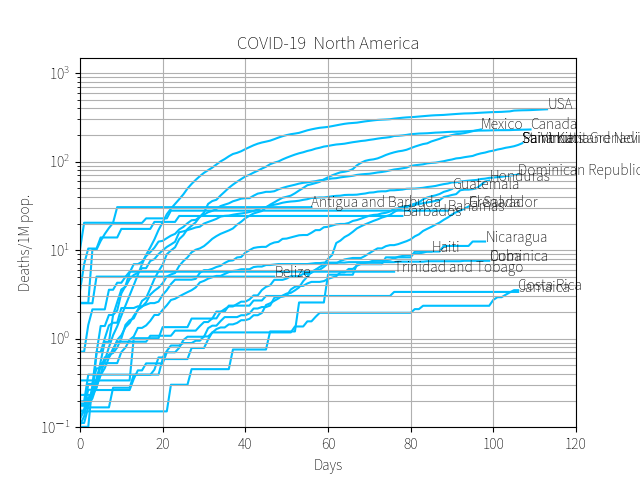 COVID-19 North America
Deaths/1M pop.
10³
10²
10¹
10⁰
10⁻¹
USA
Mexico
Canada
Dominican Republic
Honduras
Guatemala
El Salvador
Antigua and Barbuda
Bahamas
Barbados
Nicaragua
Haiti
Cuba
Dominica
Trinidad and Tobago
Belize
Costa Rica
Jamaica
0 20 40 60 80 100 120
Days